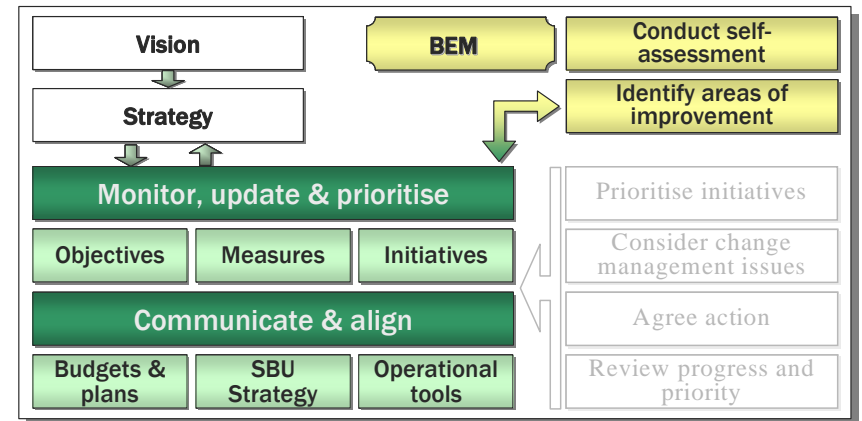 Vision
BEM
Conduct self-
assessment
Strategy
Identify areas of
improvement
Monitor, update & prioritise
Prioritise initiatives
Objectives
Measures
Initiatives
Consider change
management issues
Communicate & align
Agree action
Budgets &
plans
SBU
Strategy
Operational
tools
Review progress and
priority